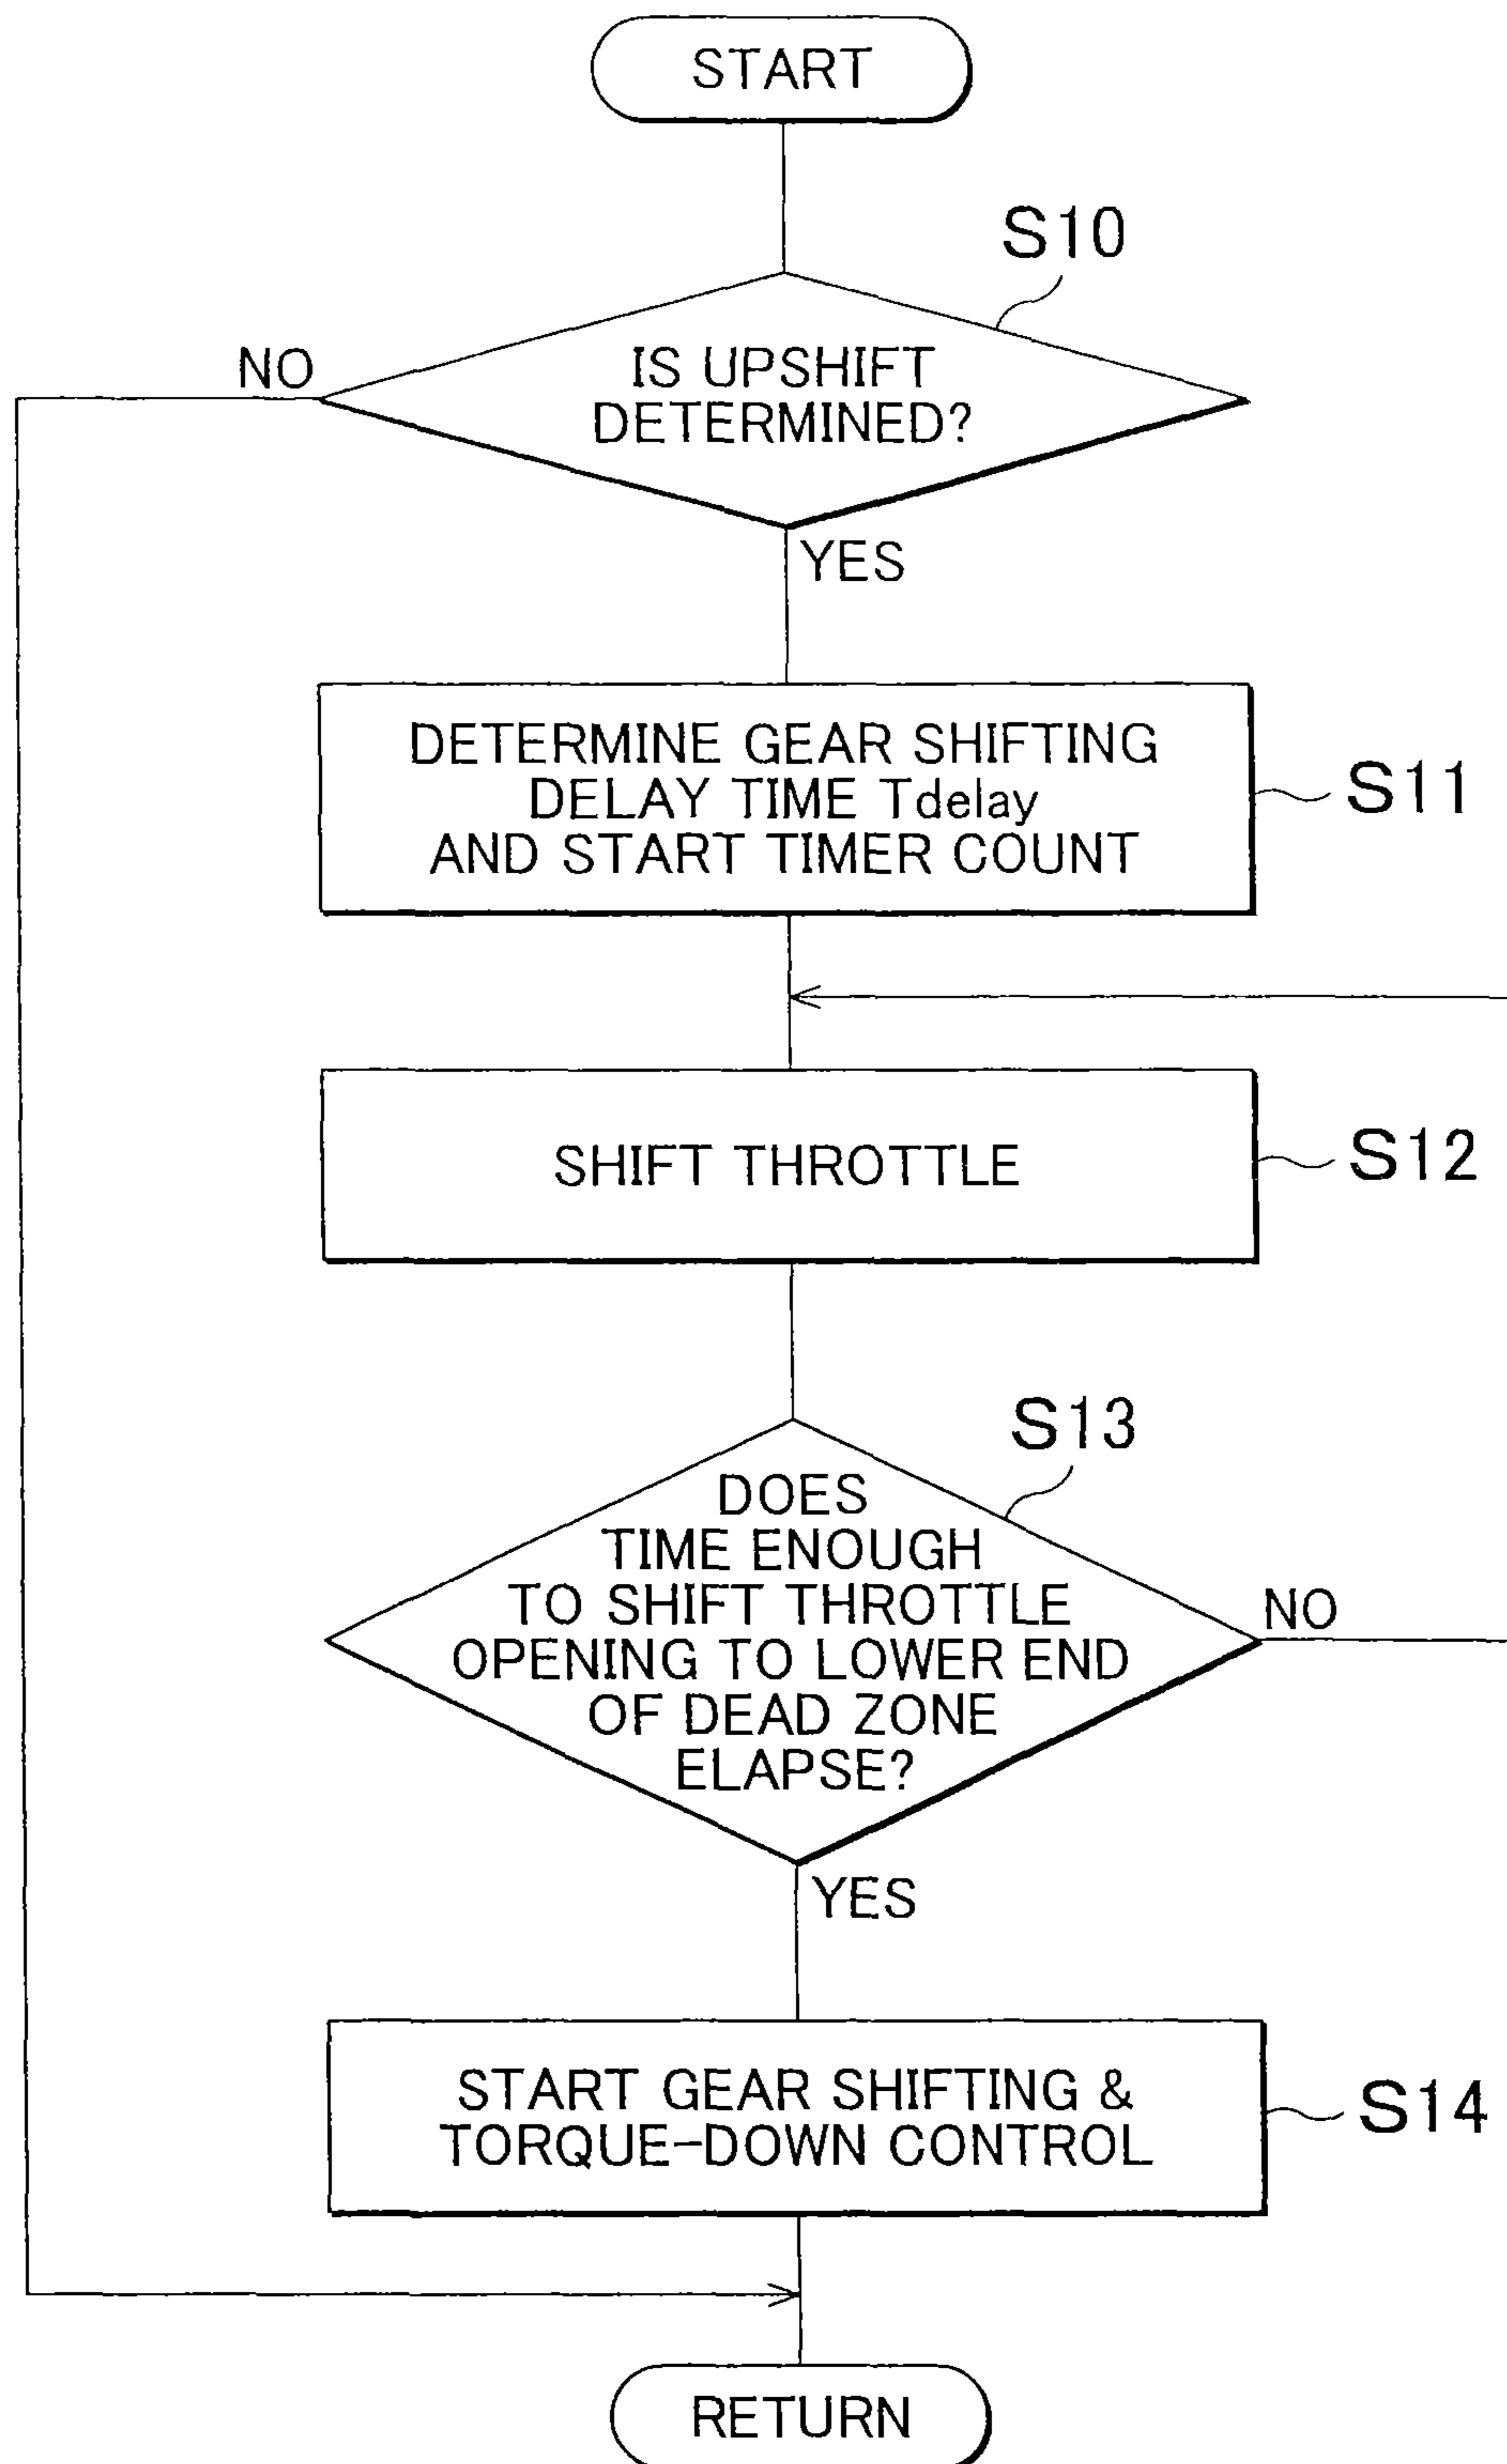 START
S10
NO
IS UPSHIFT
DETERMINED?
YES
DETERMINE GEAR SHIFTING
DELAY TIME Tdelay
AND START TIMER COUNT
S11
SHIFT THROTTLE
S12
S13
DOES
TIME ENOUGH
TO SHIFT THROTTLE
OPENING TO LOWER END
OF DEAD ZONE
ELAPSE?
NO
YES
START GEAR SHIFTING &
TORQUE-DOWN CONTROL
S14
RETURN